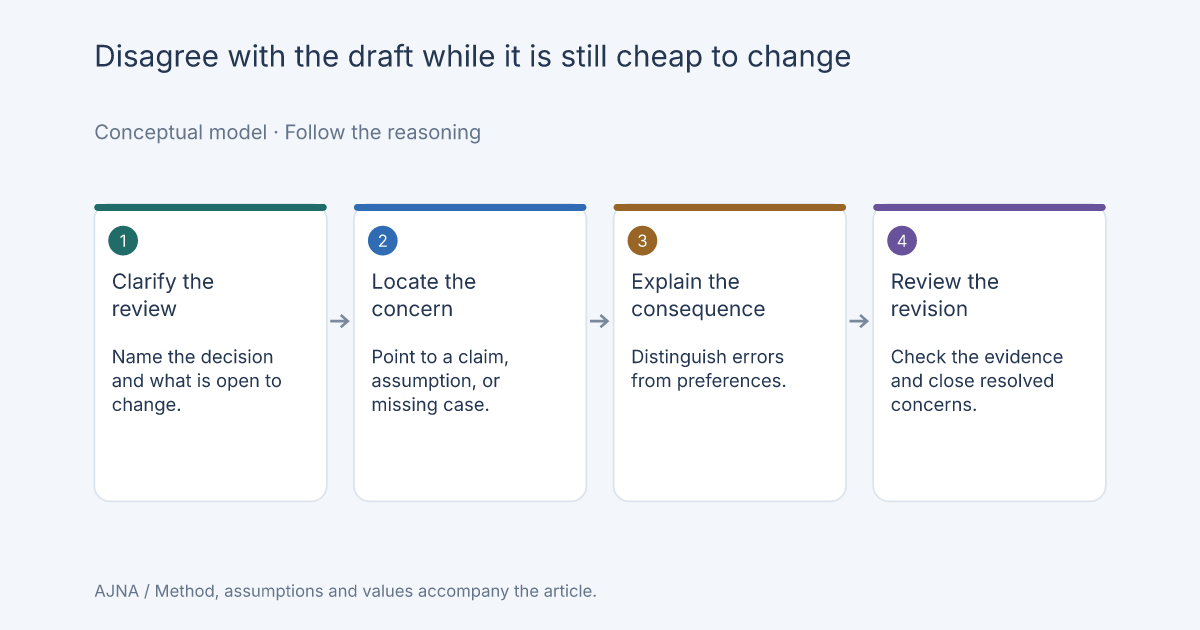 Disagree with the draft while it is still cheap to change
Conceptual model · Follow the reasoning
1
Clarify the
review
Name the decision
and what is open to
change.
2
Locate the
concern
Point to a claim,
assumption, or
missing case.
3
Explain the
consequence
Distinguish errors
from preferences.
4
Review the
revision
Check the evidence
and close resolved
concerns.
AJNA / Method, assumptions and values accompany the article.